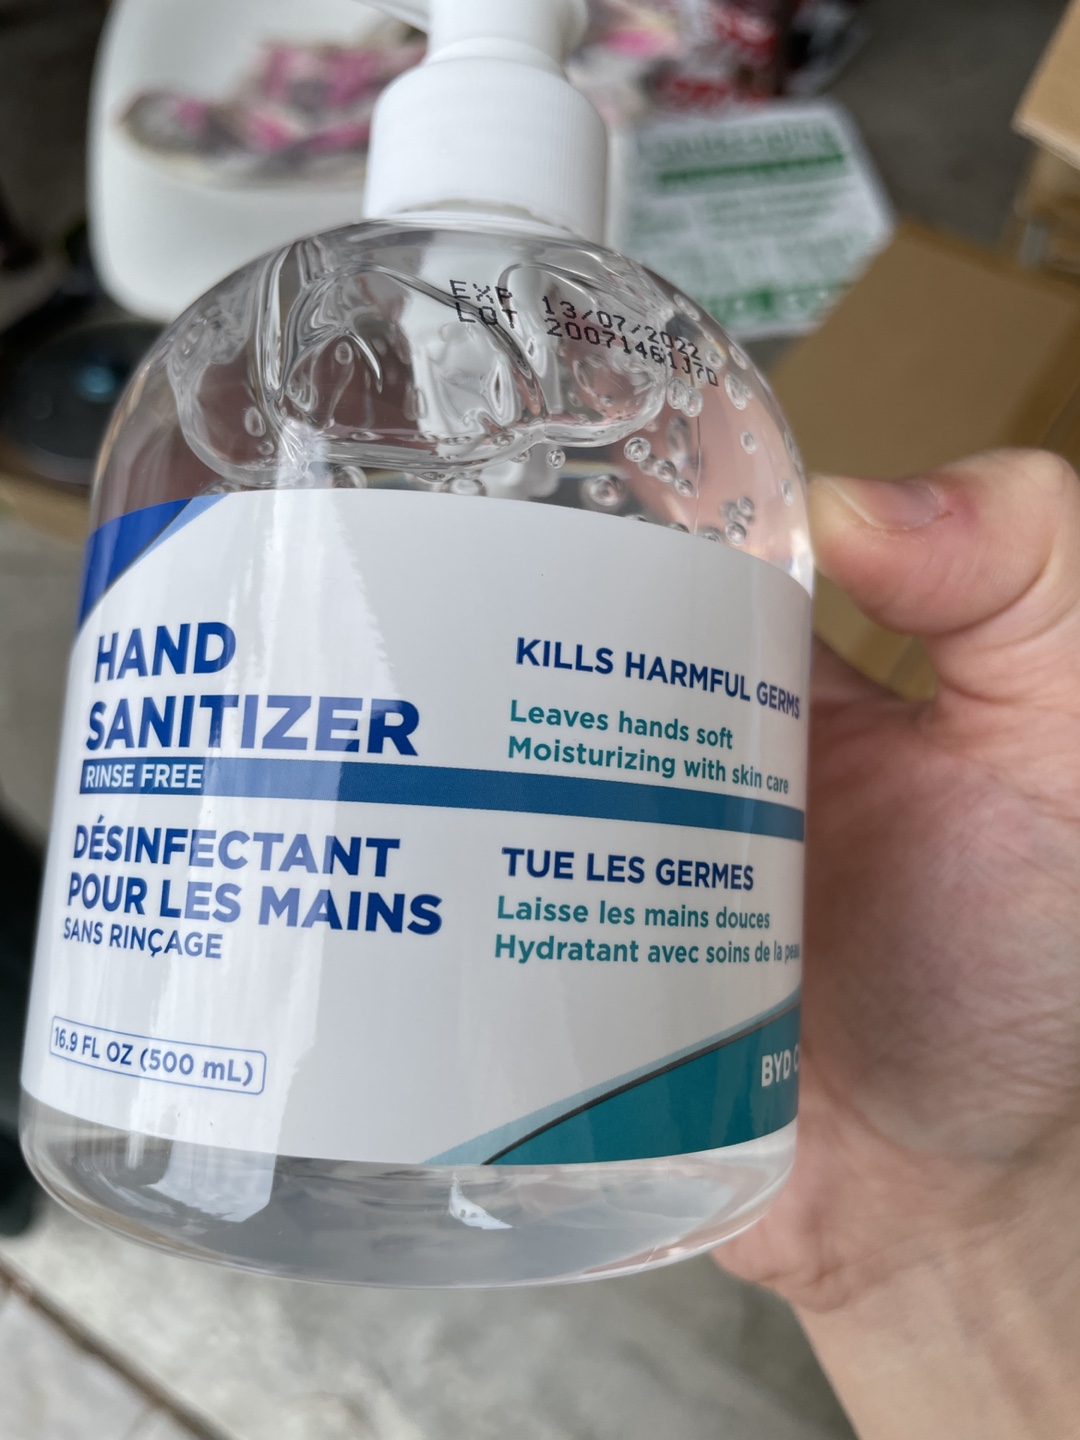 EXP 13/07/2022
LOT 20071461J7D
HAND
SANITIZER
RINSE FREE
DÉSINFECTANT
POUR LES MAINS
SANS RINÇAGE
16.9 FL OZ (500 mL)
KILLS HARMFUL GERMS
Leaves hands soft
Moisturizing with skin care
TUE LES GERMES
Laisse les mains douces
Hydratant avec soins de la peau
BYD